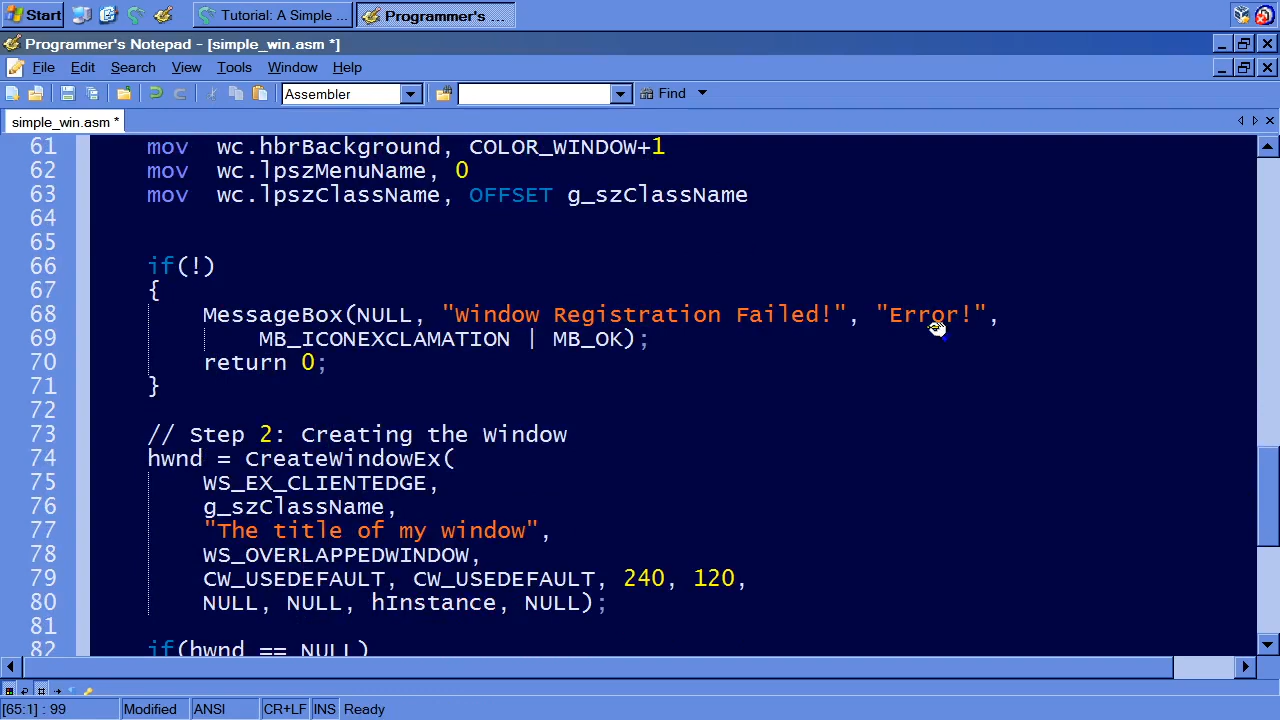 Start
Tutorial: A Simple ...
Programmer's ...
Programmer's Notepad - [simple_win.asm *]
File Edit Search View Tools Window Help
Assembler
Find
simple_win.asm *
61 mov wc.hbrBackground, COLOR_WINDOW+1
62 mov wc.lpszMenuName, 0
63 mov wc.lpszClassName, OFFSET g_szClassName
64
65
66 if(!)
67 {
68 MessageBox(NULL, "Window Registration Failed!", "Error!",
69 MB_ICONEXCLAMATION | MB_OK);
70 return 0;
71 }
72
73 // Step 2: Creating the Window
74 hwnd = CreateWindowEx(
75 WS_EX_CLIENTEDGE,
76 g_szClassName,
77 "The title of my window",
78 WS_OVERLAPPEDWINDOW,
79 CW_USEDEFAULT, CW_USEDEFAULT, 240, 120,
80 NULL, NULL, hInstance, NULL);
81
82 if(hwnd == NULL)
[65:1] : 99 Modified ANSI CR+LF INS Ready